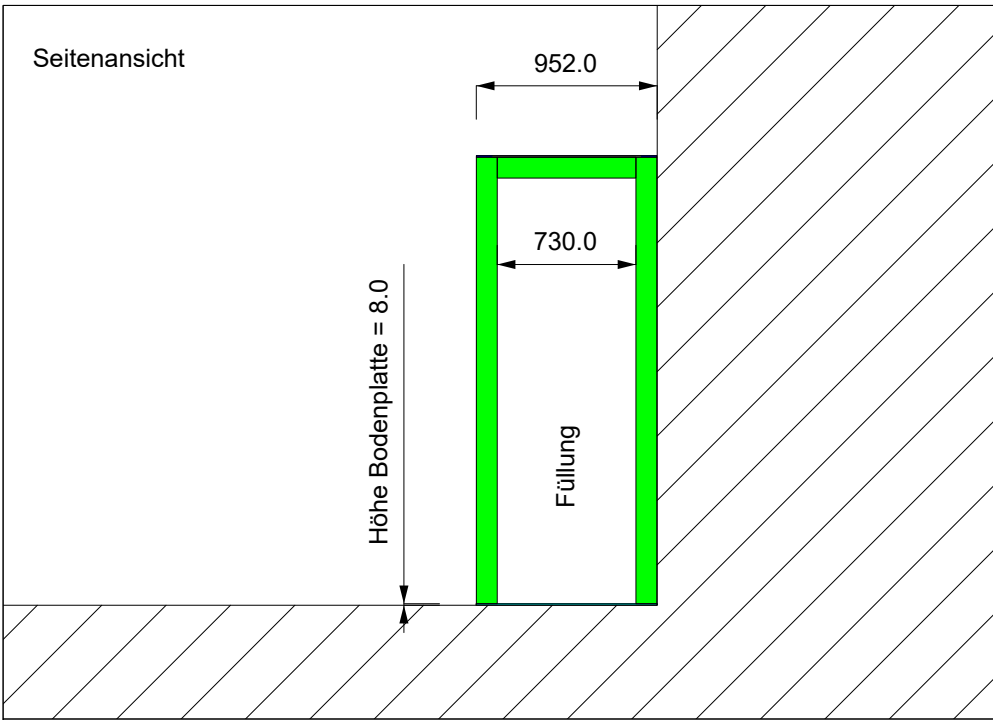 Seitenansicht
952.0
730.0
Höhe Bodenplatte = 8.0
Füllung